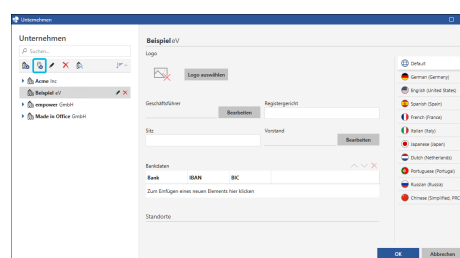 Unternehmen
Unternehmen
Suchen...
Acme Inc
Beispiel eV
empower GmbH
Made in Office GmbH
Beispiel eV
Logo
Logo auswählen
Geschäftsführer
Registergericht
Bearbeiten
Sitz
Vorstand
Bearbeiten
Bankdaten
Bank IBAN BIC
Zum Einfügen eines neuen Elements hier klicken
Standorte
Default
German (Germany)
English (United States)
Spanish (Spain)
French (France)
Italian (Italy)
Japanese (Japan)
Dutch (Netherlands)
Portuguese (Portugal)
Russian (Russia)
Chinese (Simplified, PRC
OK Abbrechen